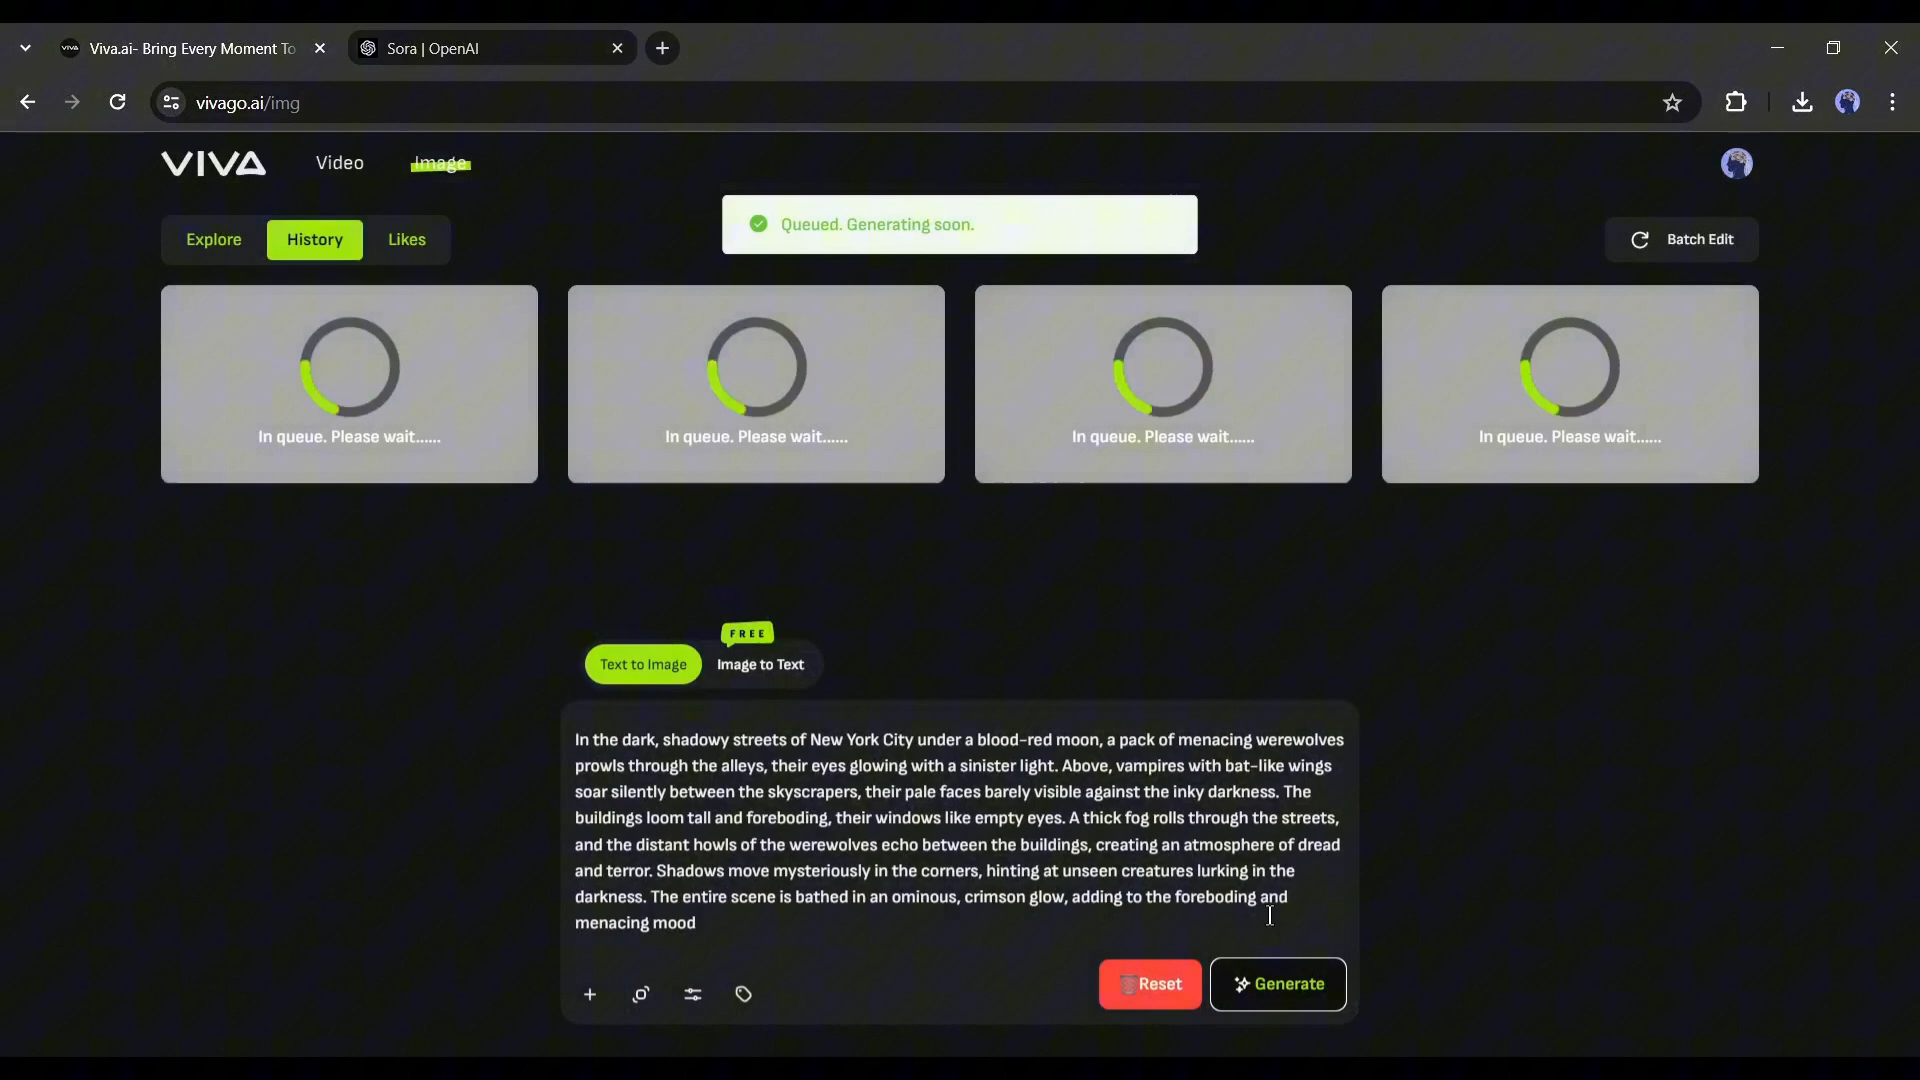 Viva.ai- Bring Every Moment To
Sora | OpenAI
vivago.ai/img
VIVA
Video
Image
Queued. Generating soon.
Explore
History
Likes
Batch Edit
In queue. Please wait......
In queue. Please wait......
In queue. Please wait......
In queue. Please wait......
FREE
Text to Image
Image to Text
In the dark, shadowy streets of New York City under a blood-red moon, a pack of menacing werewolves
prowls through the alleys, their eyes glowing with a sinister light. Above, vampires with bat-like wings
soar silently between the skyscrapers, their pale faces barely visible against the inky darkness. The
buildings loom tall and foreboding, their windows like empty eyes. A thick fog rolls through the streets,
and the distant howls of the werewolves echo between the buildings, creating an atmosphere of dread
and terror. Shadows move mysteriously in the corners, hinting at unseen creatures lurking in the
darkness. The entire scene is bathed in an ominous, crimson glow, adding to the foreboding and
menacing mood
Reset
Generate